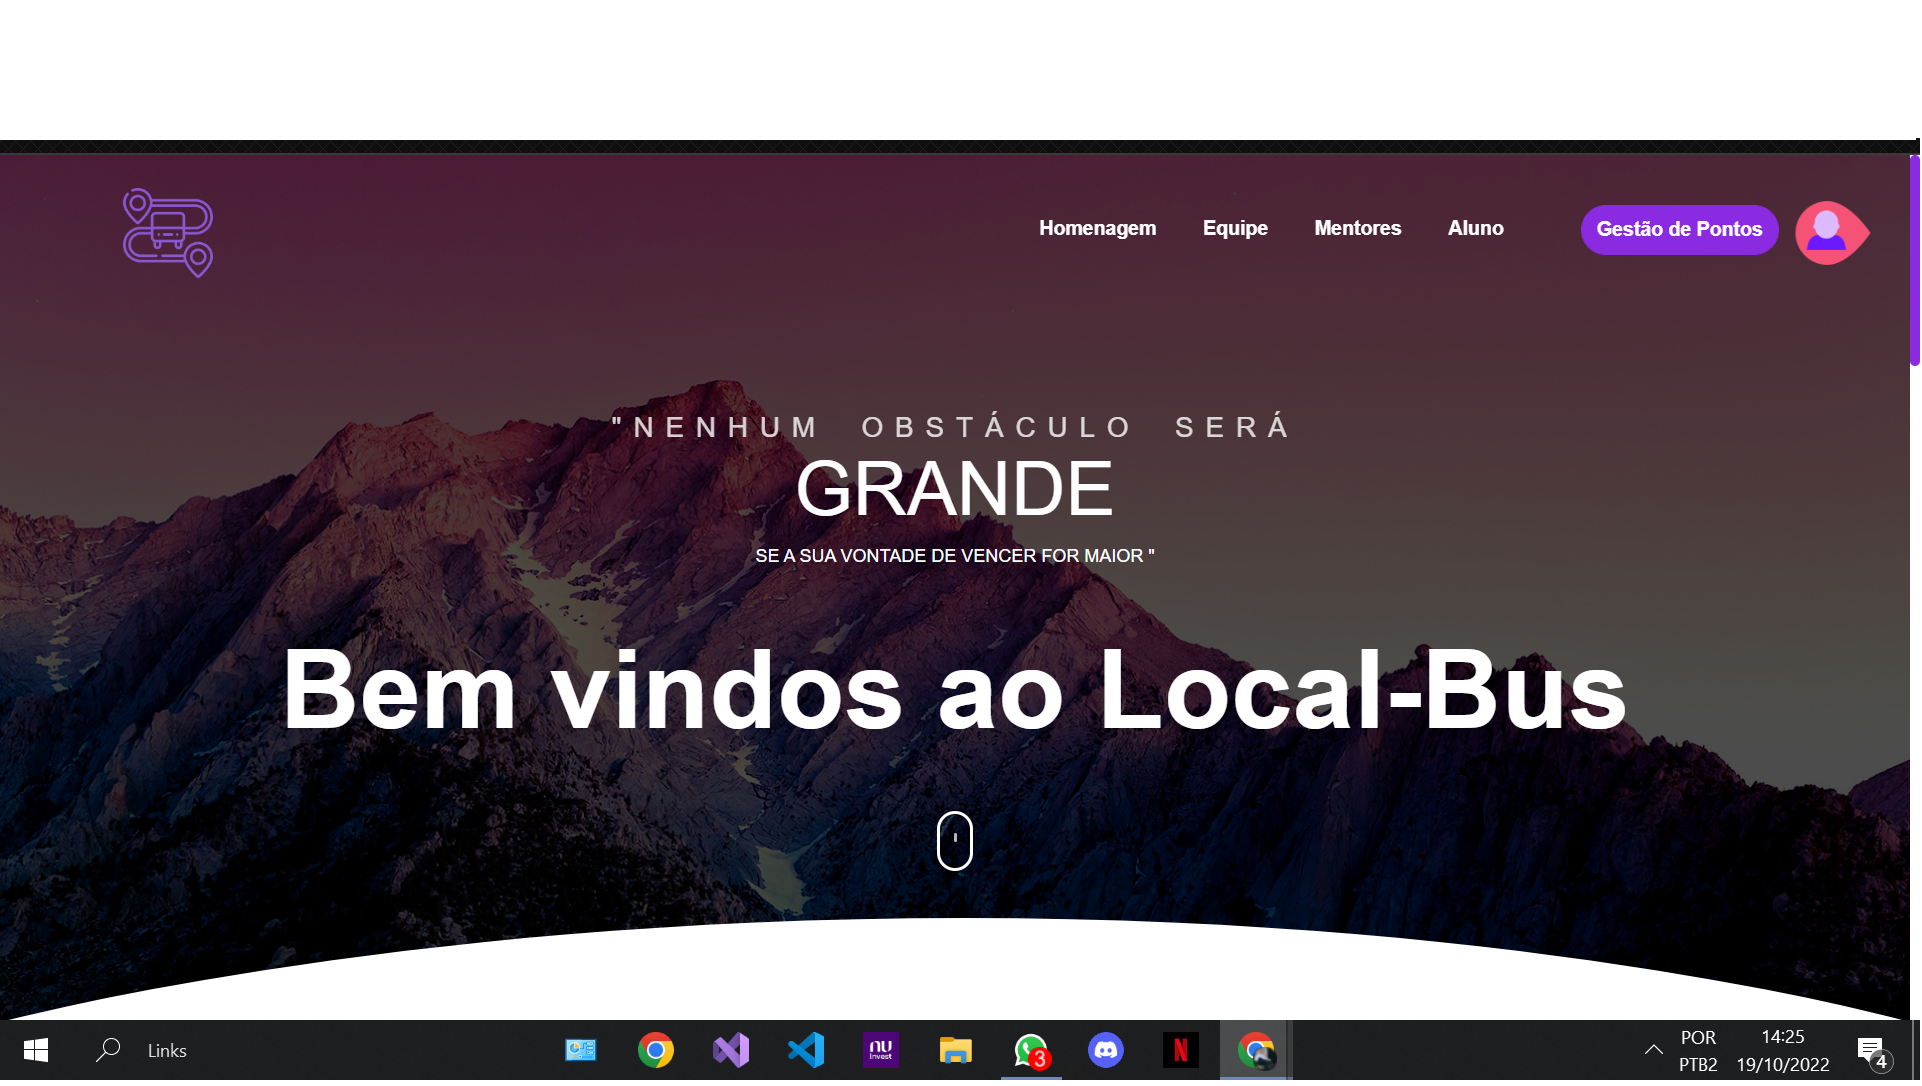 Homenagem Equipe Mentores Aluno Gestão de Pontos
"NENHUM OBSTÁCULO SERÁ
GRANDE
SE A SUA VONTADE DE VENCER FOR MAIOR "
Bem vindos ao Local-Bus
Links
nu
Invest
3
N
POR
PTB2
14:25
19/10/2022
4